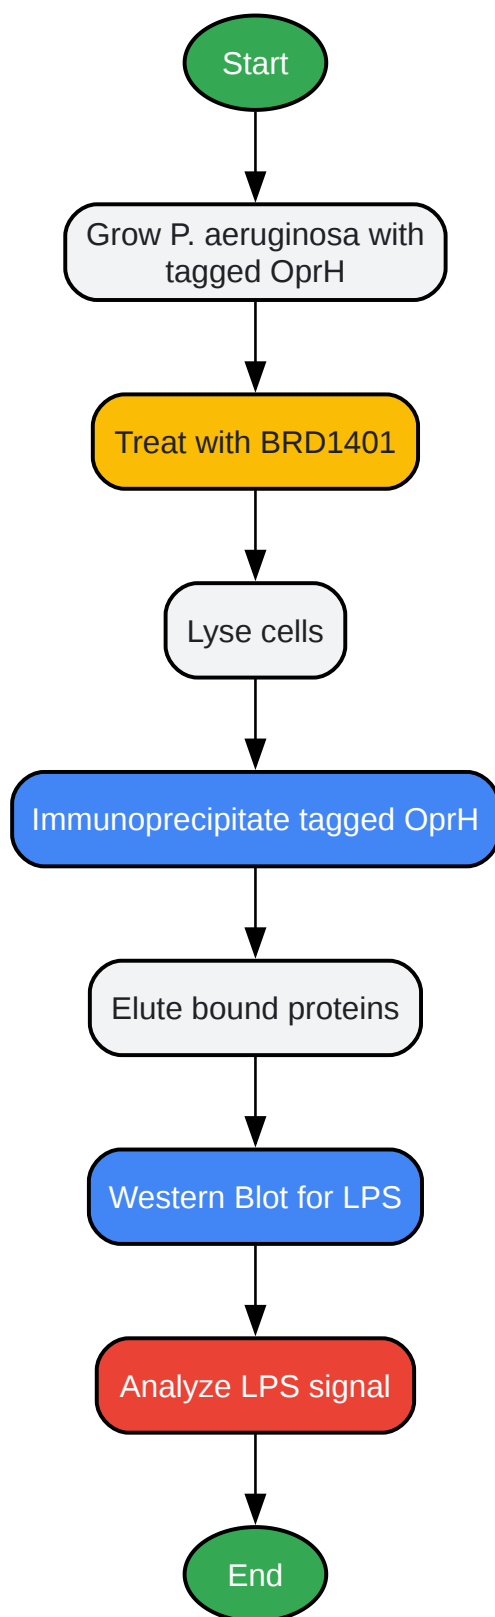 Start
Grow P. aeruginosa with
tagged OprH
Treat with BRD1401
Lyse cells
Immunoprecipitate tagged OprH
Elute bound proteins
Western Blot for LPS
Analyze LPS signal
End